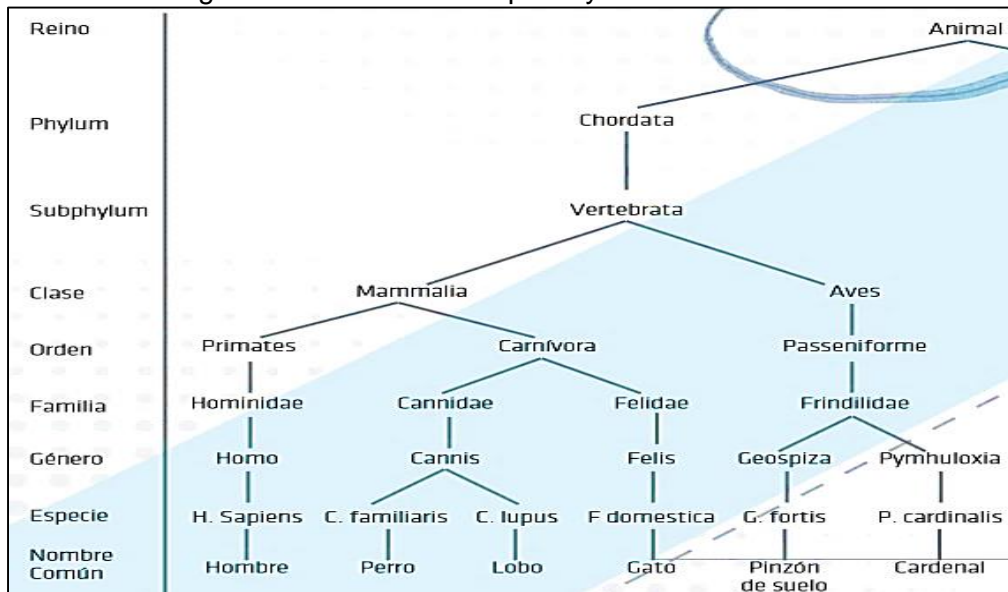 Reino Animal
Phylum Chordata
Subphylum Vertebrata
Clase Mammalia Aves
Orden Primates Carnívora Passeniforme
Familia Hominidae Cannidae Felidae Frindilidae
Género Homo Cannis Felis Geospiza Pymhuloxia
Especie H. Sapiens C. familiaris C. lupus F domestica G. fortis P. cardinalis
Nombre
Común Hombre Perro Lobo Gato Pinzón Cardenal
de suelo